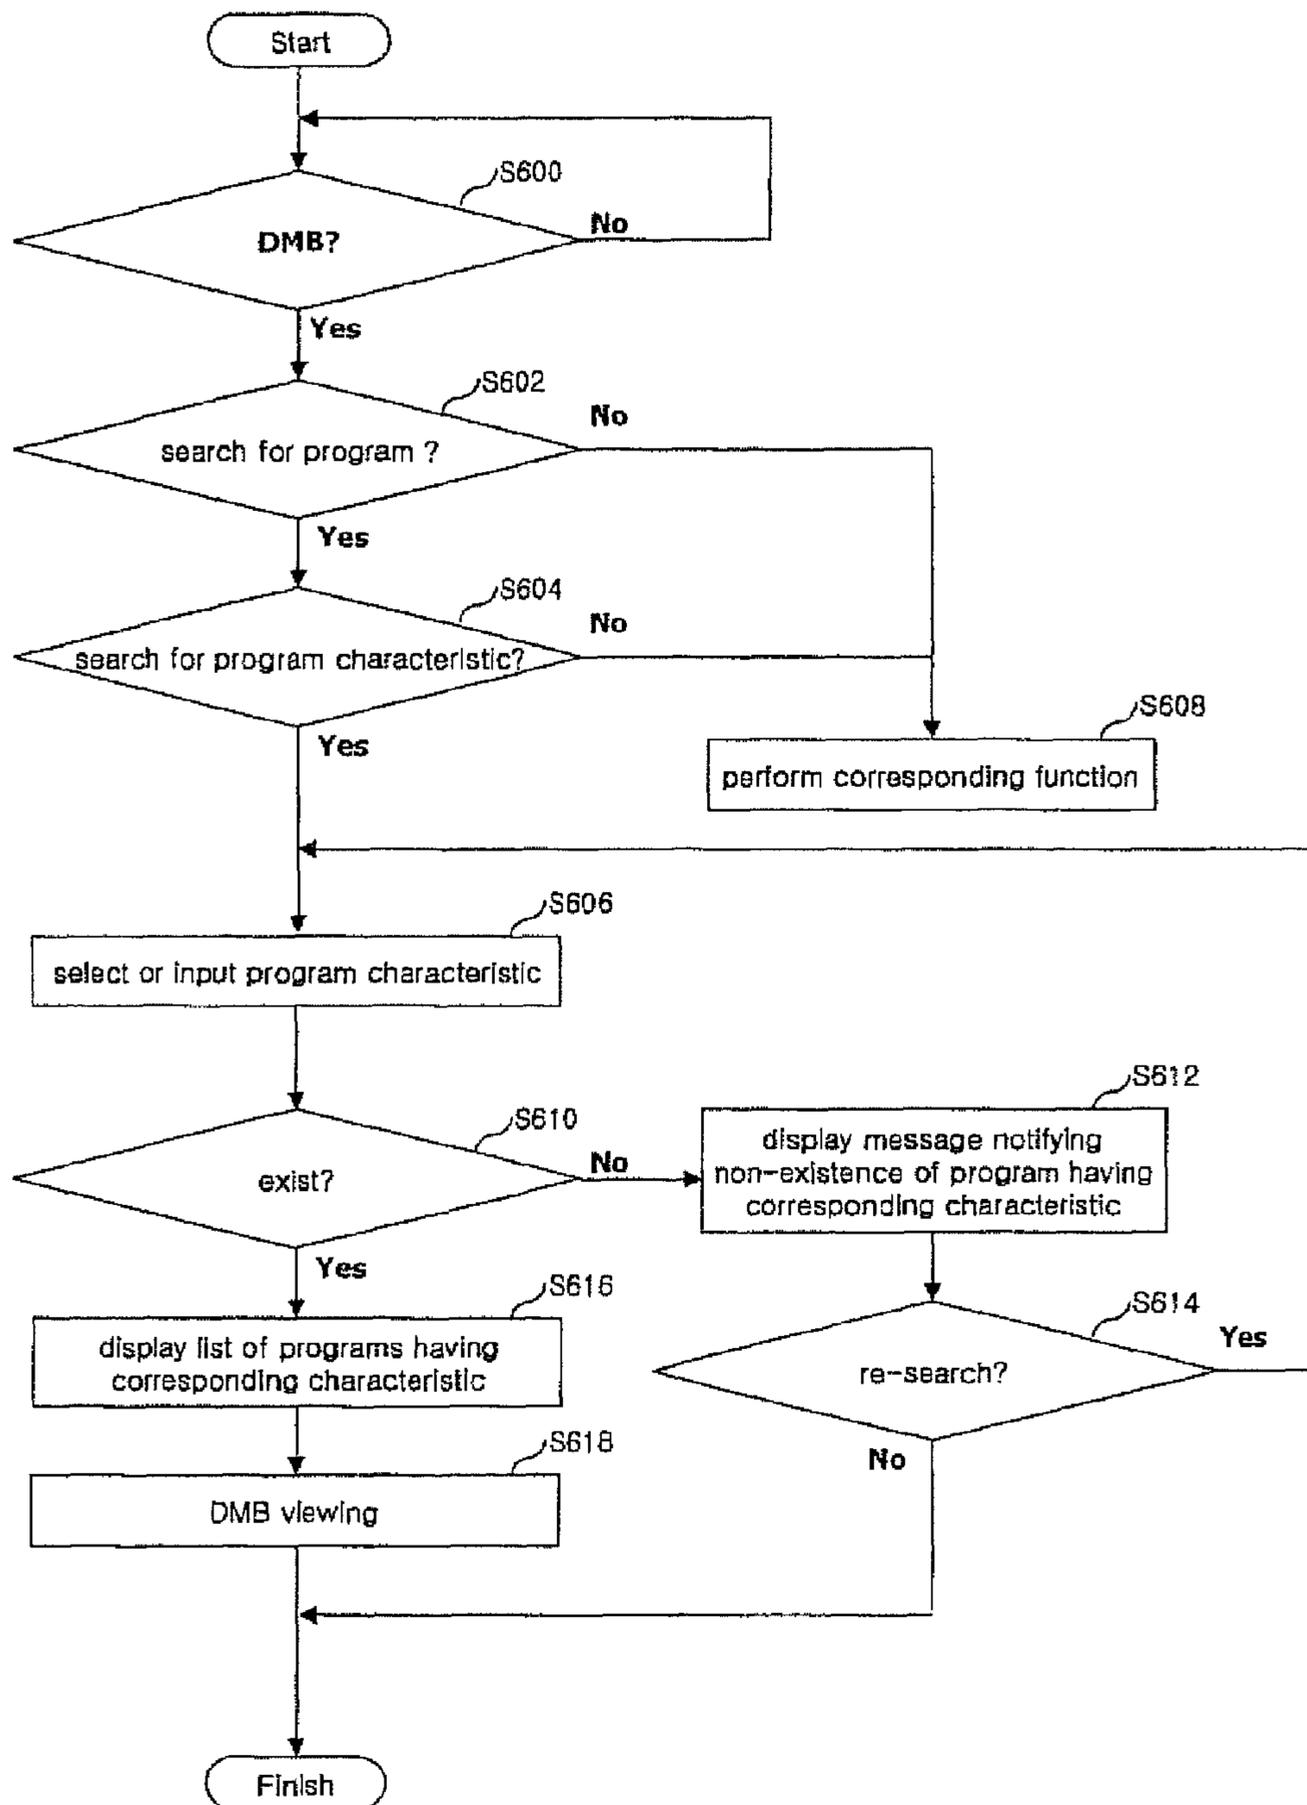 Start
S600
DMB?
No
Yes
S602
search for program ?
No
Yes
S604
search for program characteristic?
No
Yes
S608
perform corresponding function
S606
select or input program characteristic
S610
exist?
No
S612
display message notifying
non-existence of program having
corresponding characteristic
Yes
S616
display list of programs having
corresponding characteristic
S614
re-search?
Yes
No
S618
DMB viewing
Finish